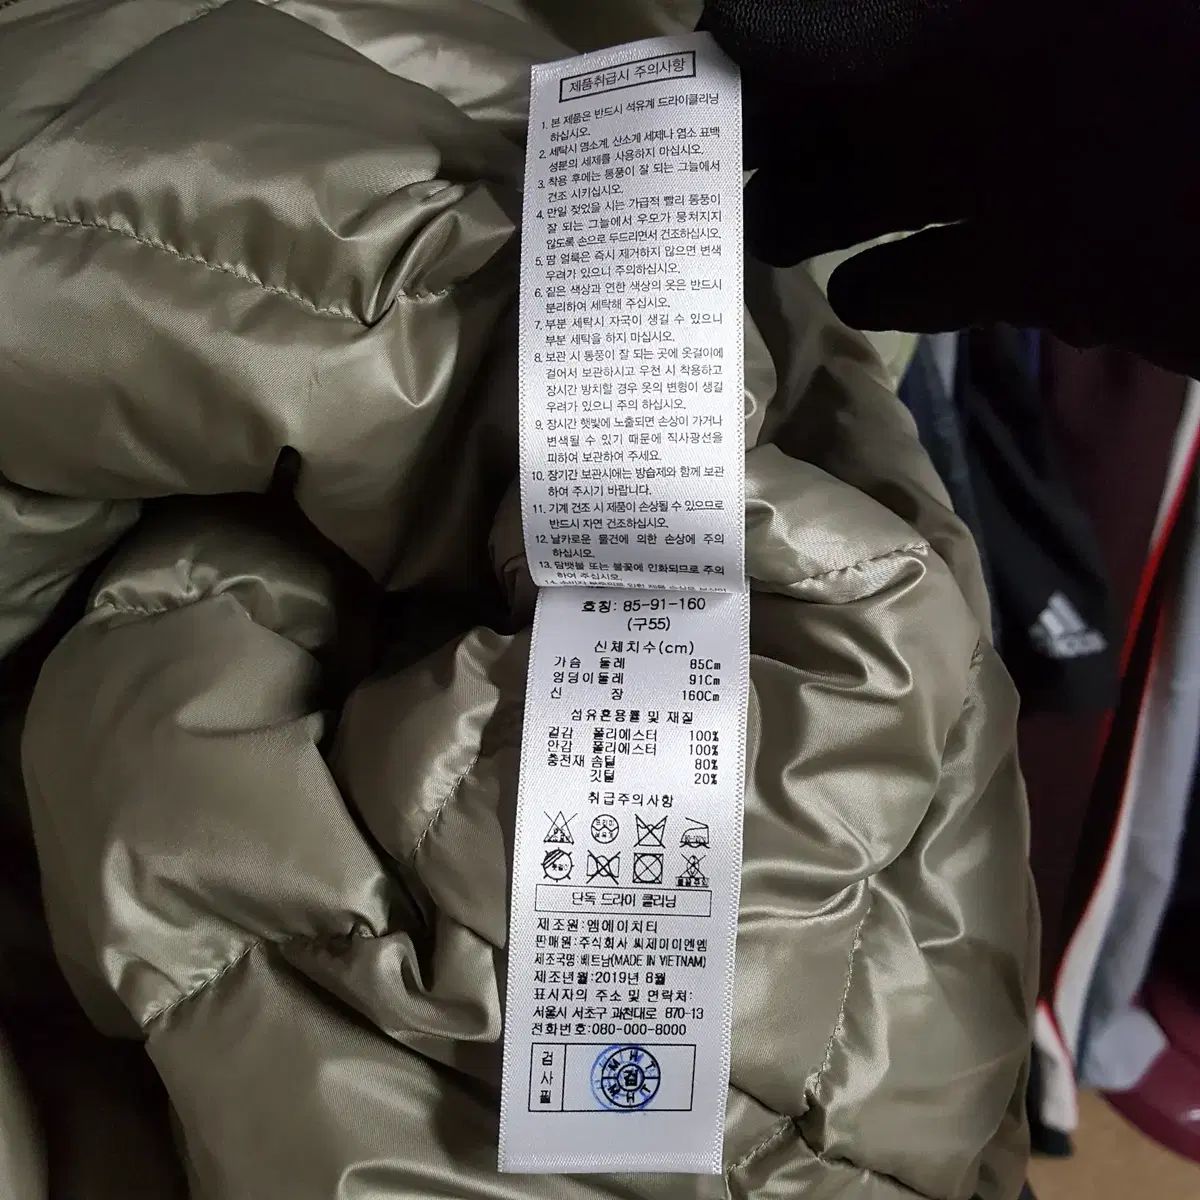 제품취급시 주의사항
1. 본 제품은 반드시 석유계 드라이클리닝
하십시오.
2. 세탁시 염소계, 산소계 세제나 염소 표백
성분의 세제를 사용하지 마십시오.
3. 착용 후에는 통풍이 잘 되는 그늘에서
건조 시키십시오.
4. 만일 젖었을 시는 가급적 빨리 통풍이
잘 되는 그늘에서 우모가 뭉쳐지지
않도록 손으로 두드리면서 건조하십시오.
5. 땀 얼룩은 즉시 제거하지 않으면 변색
우려가 있으니 주의하십시오.
6. 짙은 색상과 연한 색상의 옷은 반드시
분리하여 세탁해 주십시오.
7. 부분 세탁시 자국이 생길 수 있으니
부분 세탁을 하지 마십시오.
8. 보관 시 통풍이 잘 되는 곳에 옷걸이에
걸어서 보관하시고 우천 시 착용하고
장시간 방치할 경우 옷의 변형이 생길
우려가 있으니 주의 하십시오.
9. 장시간 햇빛에 노출되면 손상이 가거나
변색될 수 있기 때문에 직사광선을
피하여 보관하여 주세요.
10. 장기간 보관시에는 방습제와 함께 보관
하여 주시기 바랍니다.
11. 기계 건조 시 제품이 손상될 수 있으므로
반드시 자연 건조하십시오.
12. 날카로운 물건에 의한 손상에 주의
하십시오.
13. 담뱃불 또는 불꽃에 인화되므로 주의
하여 주십시오.
호칭: 85-91-160
(구55)
신체치수(cm)
가슴 둘레 85Cm
엉덩이둘레 91Cm
신 장 160Cm
섬유혼용률 및 재질
겉감 폴리에스터 100%
안감 폴리에스터 100%
충전재 솜털 80%
깃털 20%
취급주의사항
단독 드라이 클리닝
제조원:엠에이치티
판매원:주식회사 씨제이이엔엠
제조국명:베트남(MADE IN VIETNAM)
제조년월:2019년 8월
표시자의 주소 및 연락처:
서울시 서초구 과천대로 870-13
전화번호:080-000-8000
검사필
MHT
검
MHT
adidas